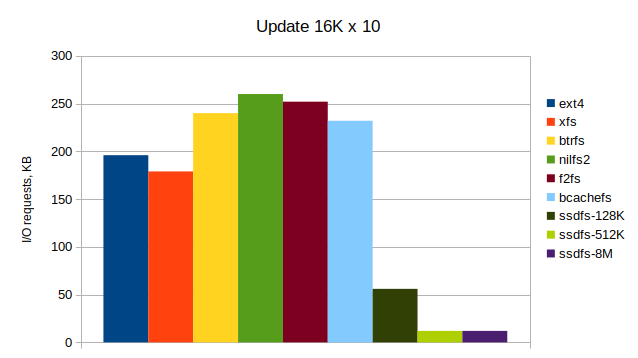 Update 16K x 10
300
250
200
150
100
50
0
I/O requests, KB
ext4
xfs
btrfs
nilfs2
f2fs
bcachefs
ssdfs-128K
ssdfs-512K
ssdfs-8M